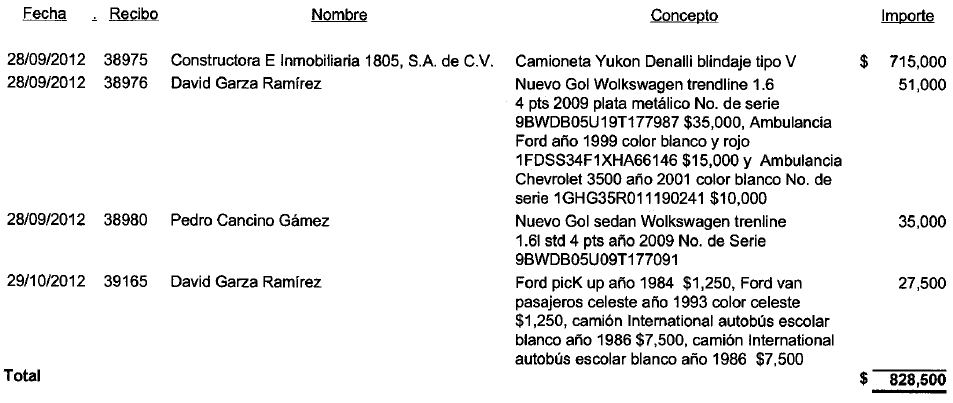 Fecha . Recibo Nombre Concepto Importe
28/09/2012 38975 Constructora E Inmobiliaria 1805, S.A. de C.V. Camioneta Yukon Denalli blindaje tipo V $ 715,000
28/09/2012 38976 David Garza Ramírez Nuevo Gol Wolkswagen trendline 1.6 51,000
4 pts 2009 plata metálico No. de serie
9BWDB05U19T177987 $35,000, Ambulancia
Ford año 1999 color blanco y rojo
1FDSS34F1XHA66146 $15,000 y Ambulancia
Chevrolet 3500 año 2001 color blanco No. de
serie 1GHG35R011190241 $10,000
28/09/2012 38980 Pedro Cancino Gámez Nuevo Gol sedan Wolkswagen trenline 35,000
1.6l std 4 pts año 2009 No. de Serie
9BWDB05U09T177091
29/10/2012 39165 David Garza Ramírez Ford picK up año 1984 $1,250, Ford van 27,500
pasajeros celeste año 1993 color celeste
$1,250, camión International autobús escolar
blanco año 1986 $7,500, camión International
autobús escolar blanco año 1986 $7,500
Total $ 828,500